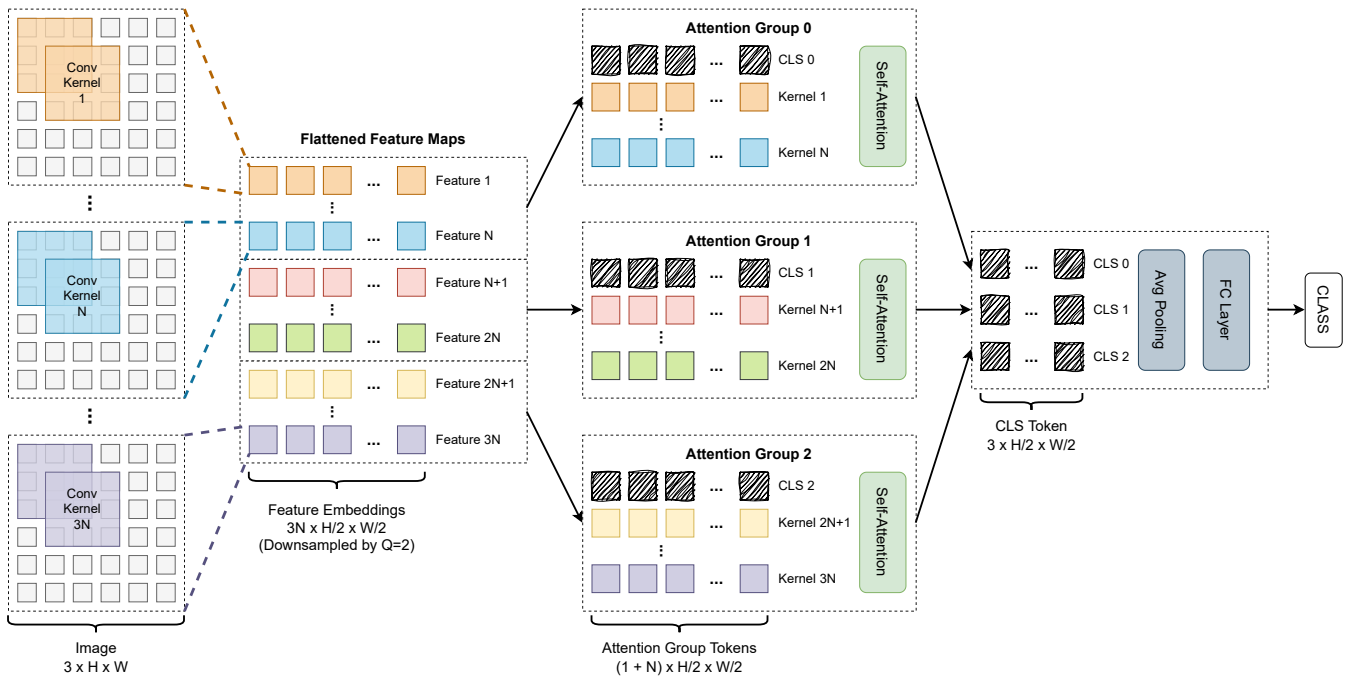 Conv
Kernel
1
...
Conv
Kernel
N
...
Conv
Kernel
3N
Image
3 x H x W
Flattened Feature Maps
... Feature 1
...
... Feature N
... Feature N+1
...
... Feature 2N
... Feature 2N+1
...
... Feature 3N
Feature Embeddings
3N x H/2 x W/2
(Downsampled by Q=2)
Attention Group 0
... CLS 0
... Kernel 1
...
... Kernel N
Self-Attention
Attention Group 1
... CLS 1
... Kernel N+1
...
... Kernel 2N
Self-Attention
Attention Group 2
... CLS 2
... Kernel 2N+1
...
... Kernel 3N
Self-Attention
Attention Group Tokens
(1 + N) x H/2 x W/2
... CLS 0
... CLS 1
... CLS 2
Avg Pooling
FC Layer
CLS Token
3 x H/2 x W/2
CLASS